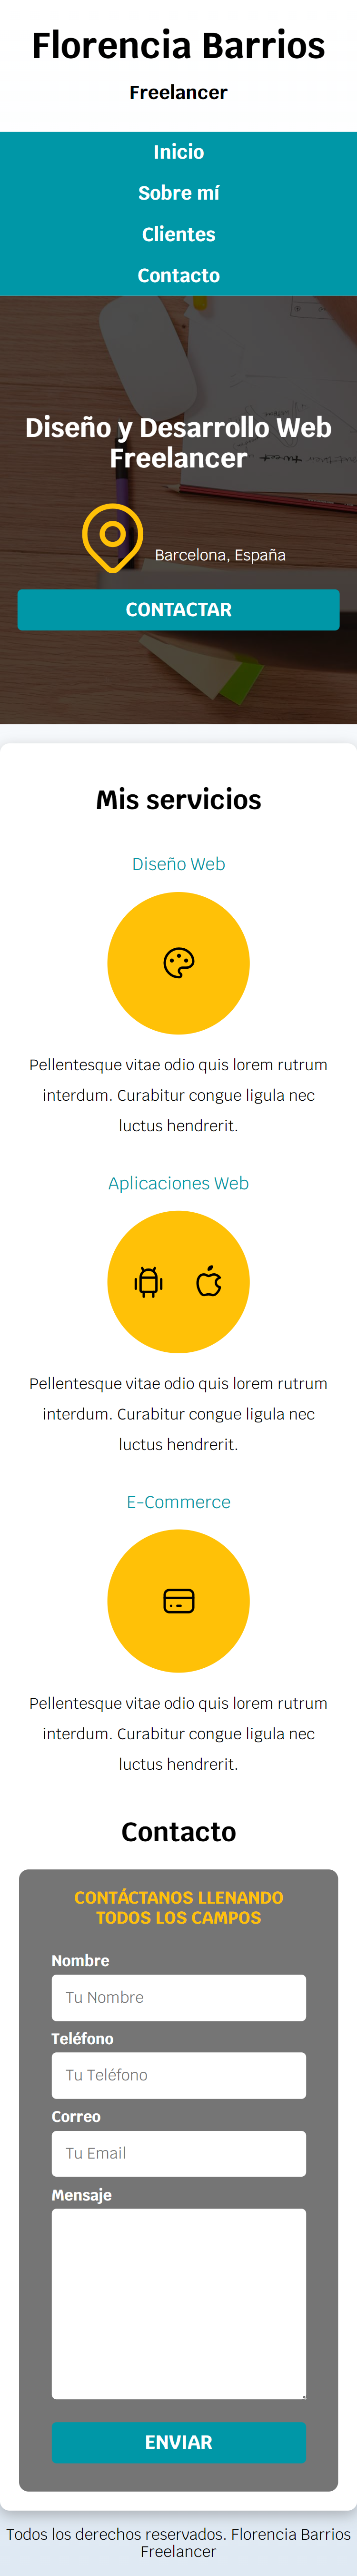 Florencia Barrios
Freelancer
Inicio
Sobre mí
Clientes
Contacto
Diseño y Desarrollo Web
Freelancer
Barcelona, España
CONTACTAR
Mis servicios
Diseño Web
Pellentesque vitae odio quis lorem rutrum
interdum. Curabitur congue ligula nec
luctus hendrerit.
Aplicaciones Web
Pellentesque vitae odio quis lorem rutrum
interdum. Curabitur congue ligula nec
luctus hendrerit.
E-Commerce
Pellentesque vitae odio quis lorem rutrum
interdum. Curabitur congue ligula nec
luctus hendrerit.
Contacto
CONTÁCTANOS LLENANDO
TODOS LOS CAMPOS
Nombre
Tu Nombre
Teléfono
Tu Teléfono
Correo
Tu Email
Mensaje
ENVIAR
Todos los derechos reservados. Florencia Barrios
Freelancer